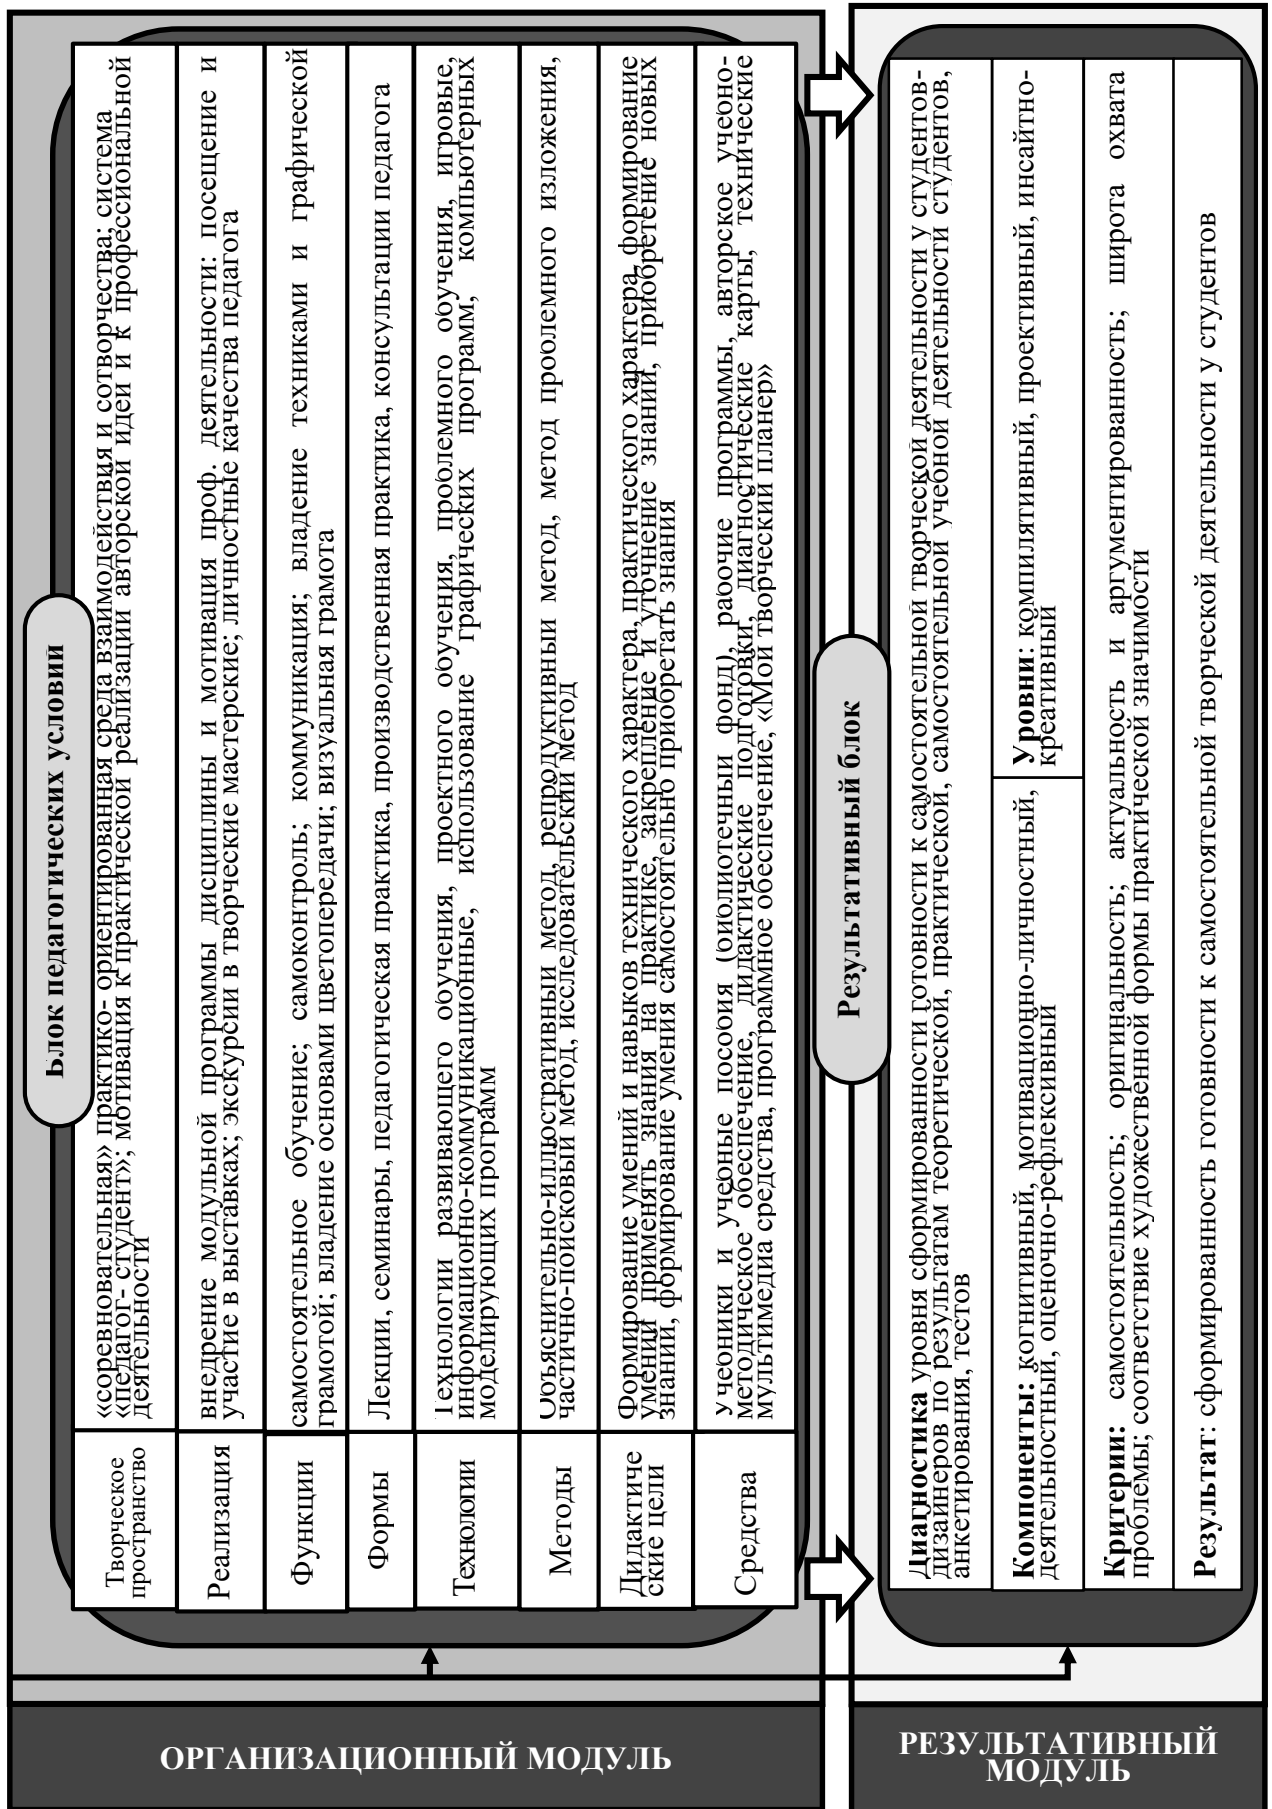 ОРГАНИЗАЦИОННЫЙ МОДУЛЬ
Блок педагогических условий
Творческое
пространство
«соревновательная» практико- ориентированная среда взаимодействия и сотворчества; система
«педагог- студент»; мотивация к практической реализации авторской идеи и к профессиональной
деятельности
Реализация
внедрение модульной программы дисциплины и мотивация проф. деятельности: посещение и
участие в выставках; экскурсии в творческие мастерские; личностные качества педагога
Функции
самостоятельное обучение; самоконтроль; коммуникация; владение техниками и графической
грамотой; владение основами цветопередачи; визуальная грамота
Формы
Лекции, семинары, педагогическая практика, производственная практика, консультации педагога
Технологии
Технологии развивающего обучения, проектного обучения, проблемного обучения, игровые,
информационно-коммуникационные, использование графических программ, компьютерных
моделирующих программ
Методы
Объяснительно-иллюстративный метод, репродуктивный метод, метод проблемного изложения,
частично-поисковый метод, исследовательский метод
Дидактиче
ские цели
Формирование умений и навыков технического характера, практического характера, формирование
умений применять знания на практике, закрепление и уточнение знаний, приобретение новых
знаний, формирование умения самостоятельно приобретать знания
Средства
Учебники и учебные пособия (библиотечный фонд), рабочие программы, авторское учебно-
методическое обеспечение, дидактические подготовки, диагностические карты, технические
мультимедиа средства, программное обеспечение, «Мой творческий планер»
РЕЗУЛЬТАТИВНЫЙ
МОДУЛЬ
Результативный блок
Диагностика уровня сформированности готовности к самостоятельной творческой деятельности у студентов-
дизайнеров по результатам теоретической, практической, самостоятельной учебной деятельности студентов,
анкетирования, тестов
Компоненты: когнитивный, мотивационно-личностный,
деятельностный, оценочно-рефлексивный
Уровни: компилятивный, проективный, инсайтно-
креативный
Критерии: самостоятельность; оригинальность; актуальность и аргументированность; широта охвата
проблемы; соответствие художественной формы практической значимости
Результат: сформированность готовности к самостоятельной творческой деятельности у студентов